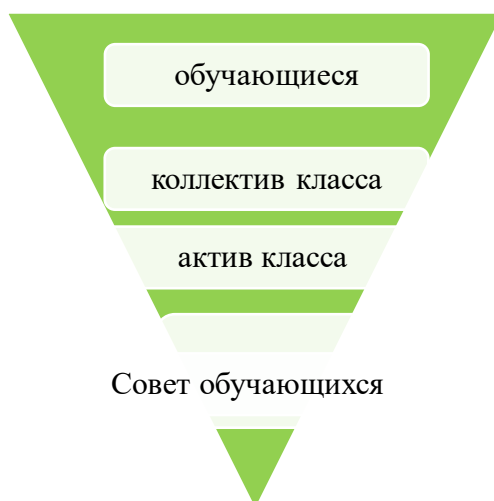 обучающиеся
коллектив класса
актив класса
Совет обучающихся